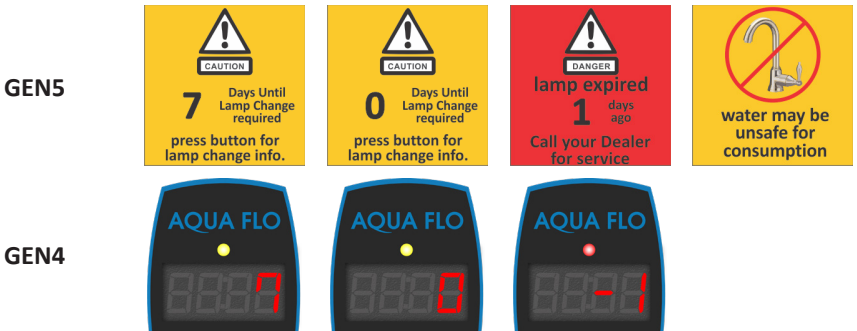 GEN5
CAUTION
7
Days Until
Lamp Change
required
press button for
lamp change info.
CAUTION
0
Days Until
Lamp Change
required
press button for
lamp change info.
DANGER
lamp expired
1
days
ago
Call your Dealer
for service
water may be
unsafe for
consumption
GEN4
AQUA FLO
7
AQUA FLO
0
AQUA FLO
-1